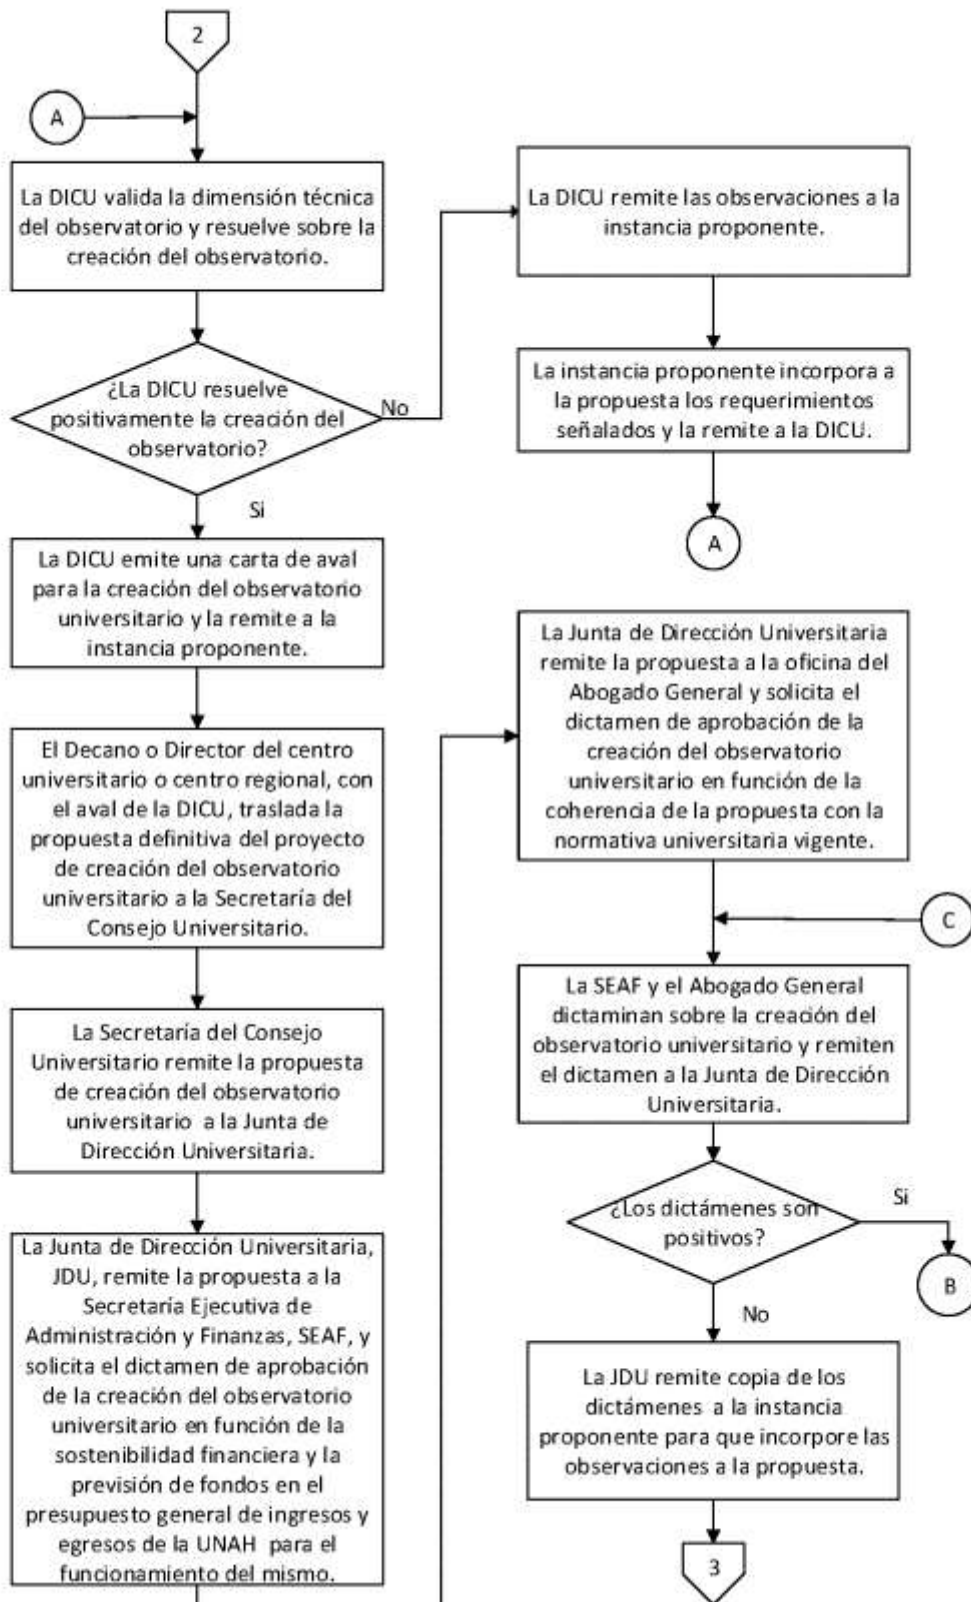 2
A
La DICU valida la dimensión técnica
del observatorio y resuelve sobre la
creación del observatorio.
¿La DICU resuelve
positivamente la creación del
observatorio?
No
Si
La DICU emite una carta de aval
para la creación del observatorio
universitario y la remite a la
instancia proponente.
El Decano o Director del centro
universitario o centro regional, con
el aval de la DICU, traslada la
propuesta definitiva del proyecto
de creación del observatorio
universitario a la Secretaría del
Consejo Universitario.
La Secretaría del Consejo
Universitario remite la propuesta
de creación del observatorio
universitario a la Junta de
Dirección Universitaria.
La Junta de Dirección Universitaria,
JDU, remite la propuesta a la
Secretaría Ejecutiva de
Administración y Finanzas, SEAF, y
solicita el dictamen de aprobación
de la creación del observatorio
universitario en función de la
sostenibilidad financiera y la
previsión de fondos en el
presupuesto general de ingresos y
egresos de la UNAH para el
funcionamiento del mismo.
La DICU remite las observaciones a la
instancia proponente.
La instancia proponente incorpora a
la propuesta los requerimientos
señalados y la remite a la DICU.
A
La Junta de Dirección Universitaria
remite la propuesta a la oficina del
Abogado General y solicita el
dictamen de aprobación de la
creación del observatorio
universitario en función de la
coherencia de la propuesta con la
normativa universitaria vigente.
C
La SEAF y el Abogado General
dictaminan sobre la creación del
observatorio universitario y remiten
el dictamen a la Junta de Dirección
Universitaria.
¿Los dictámenes son
positivos?
Si
B
No
La JDU remite copia de los
dictámenes a la instancia
proponente para que incorpore las
observaciones a la propuesta.
3